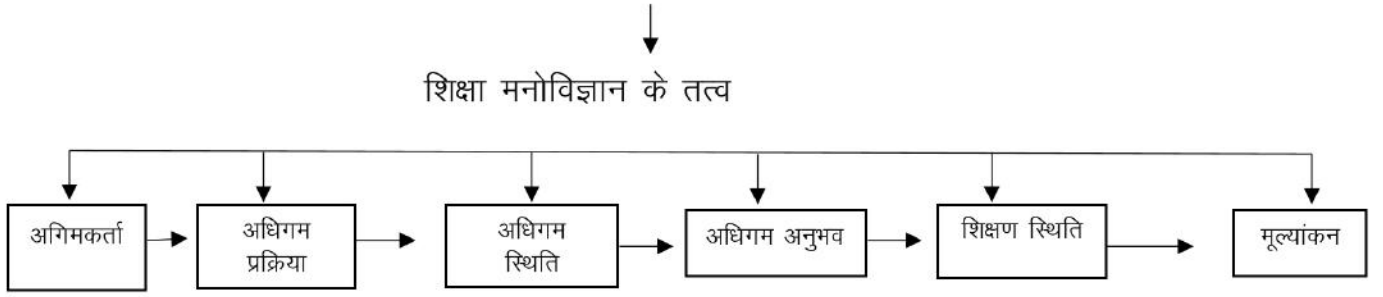 शिक्षा मनोविज्ञान के तत्व
अगिमकर्ता
अधिगम
प्रक्रिया
अधिगम
स्थिति
अधिगम अनुभव
शिक्षण स्थिति
मूल्यांकन